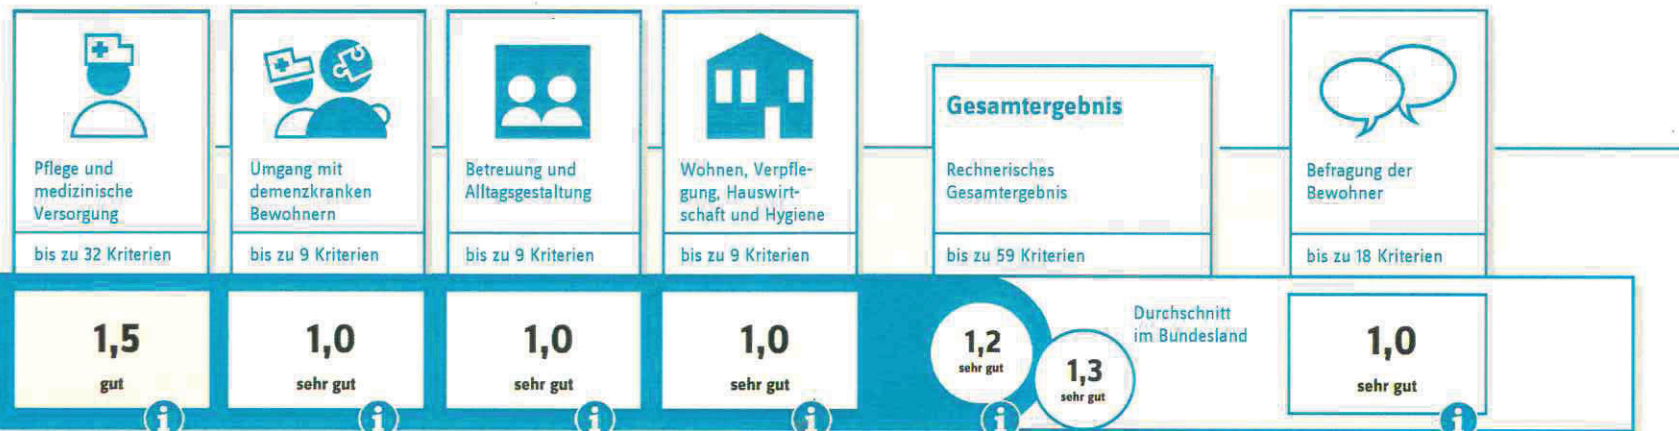 Pflege und
medizinische
Versorgung
bis zu 32 Kriterien
1,5
gut
Umgang mit
demenzkranken
Bewohnern
bis zu 9 Kriterien
1,0
sehr gut
Betreuung und
Alltagsgestaltung
bis zu 9 Kriterien
1,0
sehr gut
Wohnen, Verpfle-
gung, Hauswirt-
schaft und Hygiene
bis zu 9 Kriterien
1,0
sehr gut
Gesamtergebnis
Rechnerisches
Gesamtergebnis
bis zu 59 Kriterien
1,2
sehr gut
1,3
sehr gut
Durchschnitt
im Bundesland
Befragung der
Bewohner
bis zu 18 Kriterien
1,0
sehr gut